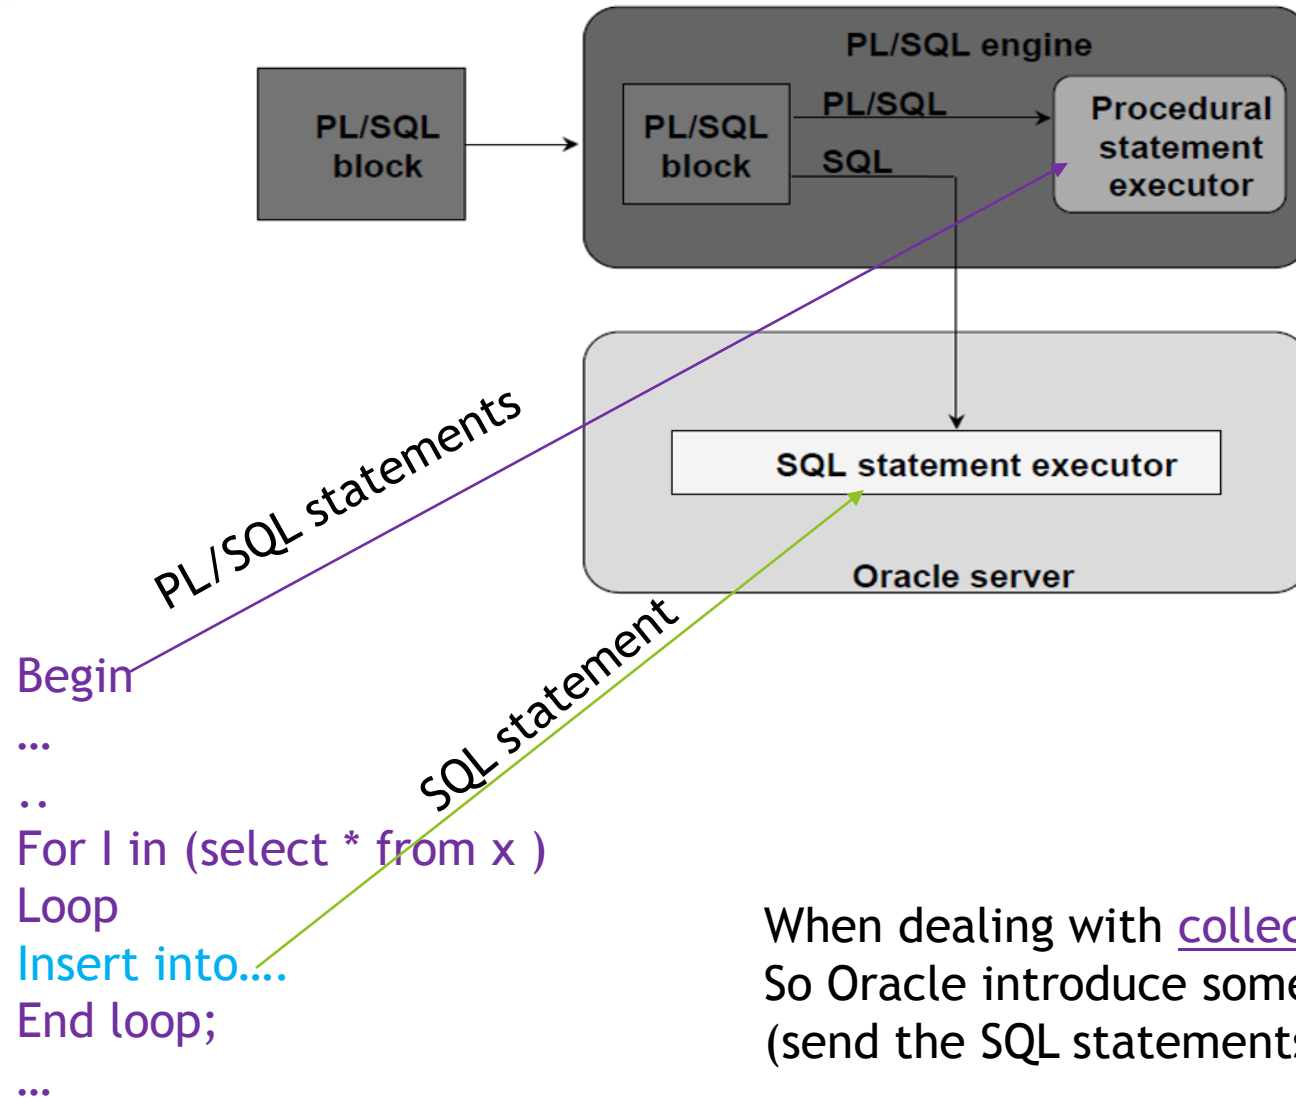 PL/SQL engine
PL/SQL
block
PL/SQL
block
PL/SQL
SQL
Procedural
statement
executor
SQL statement executor
Oracle server
PL/SQL statements
SQL statement
Begin
…
..
For I in (select * from x )
Loop
Insert into….
End loop;
…
When dealing with collec
So Oracle introduce some
(send the SQL statements